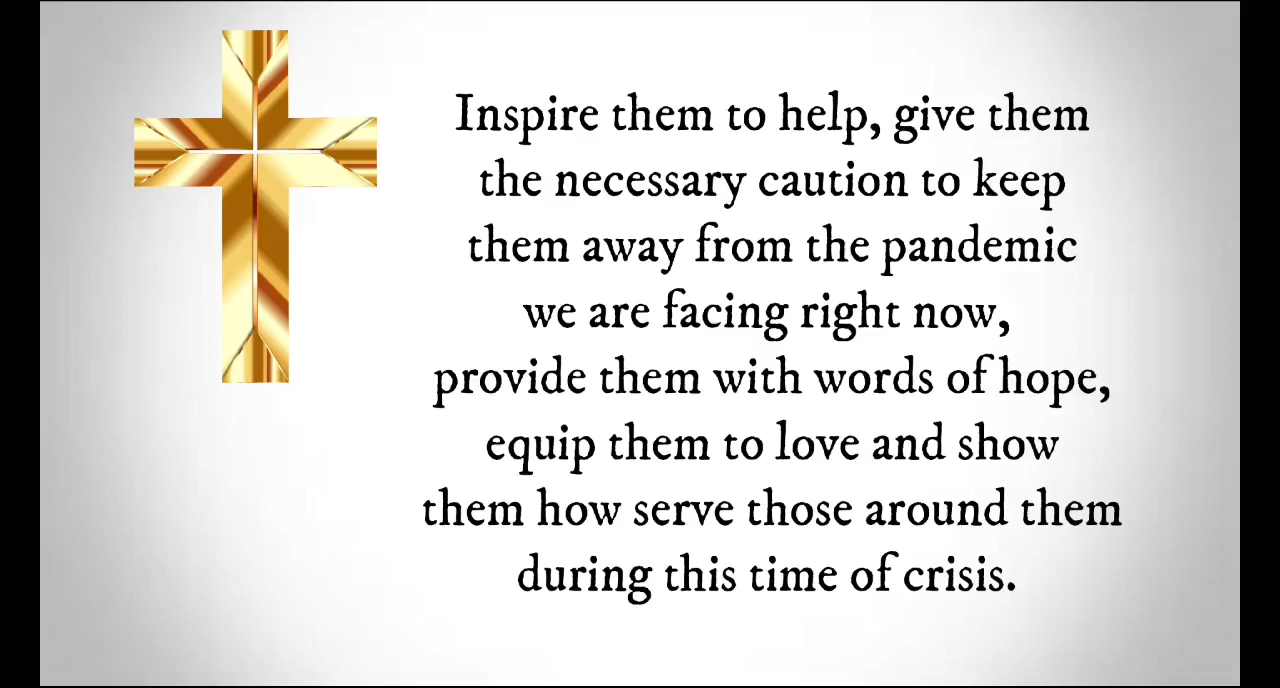 Inspire them to help, give them
the necessary caution to keep
them away from the pandemic
we are facing right now,
provide them with words of hope,
equip them to love and show
them how serve those around them
during this time of crisis.